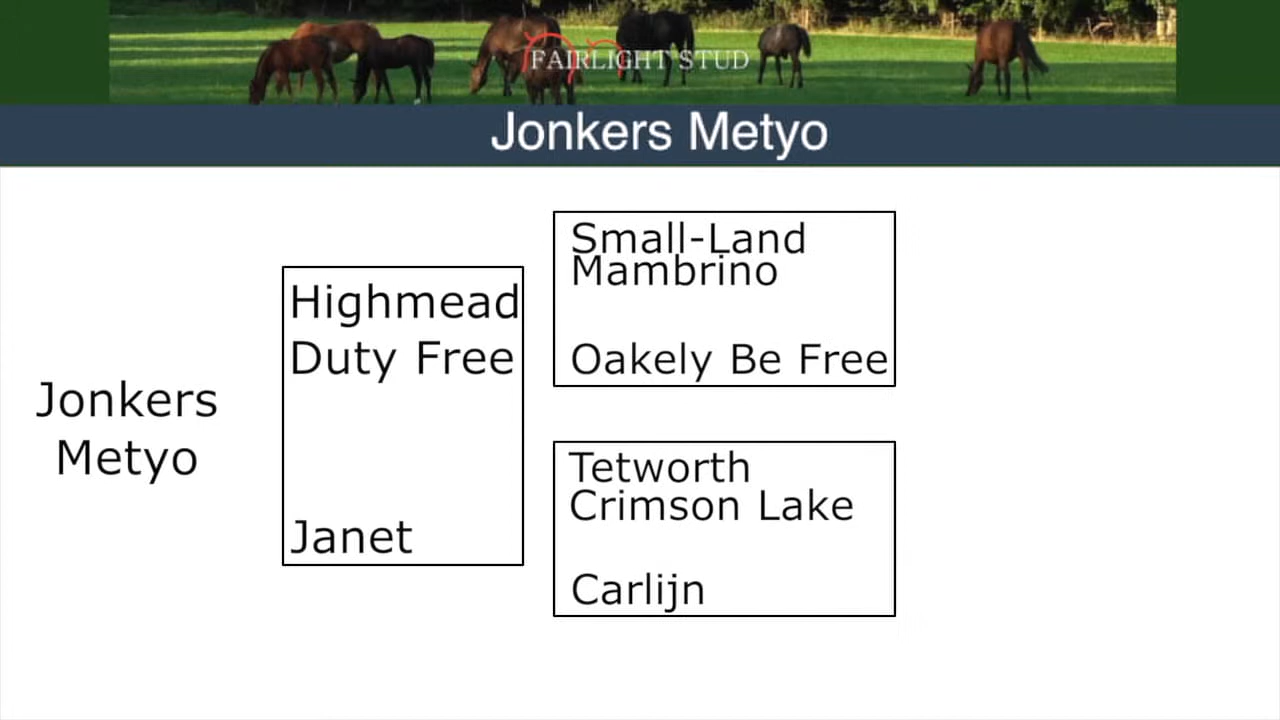 FAIRLIGHT STUD
Jonkers Metyo
Jonkers
Metyo
Highmead
Duty Free
Janet
Small-Land
Mambrino
Oakely Be Free
Tetworth
Crimson Lake
Carlijn